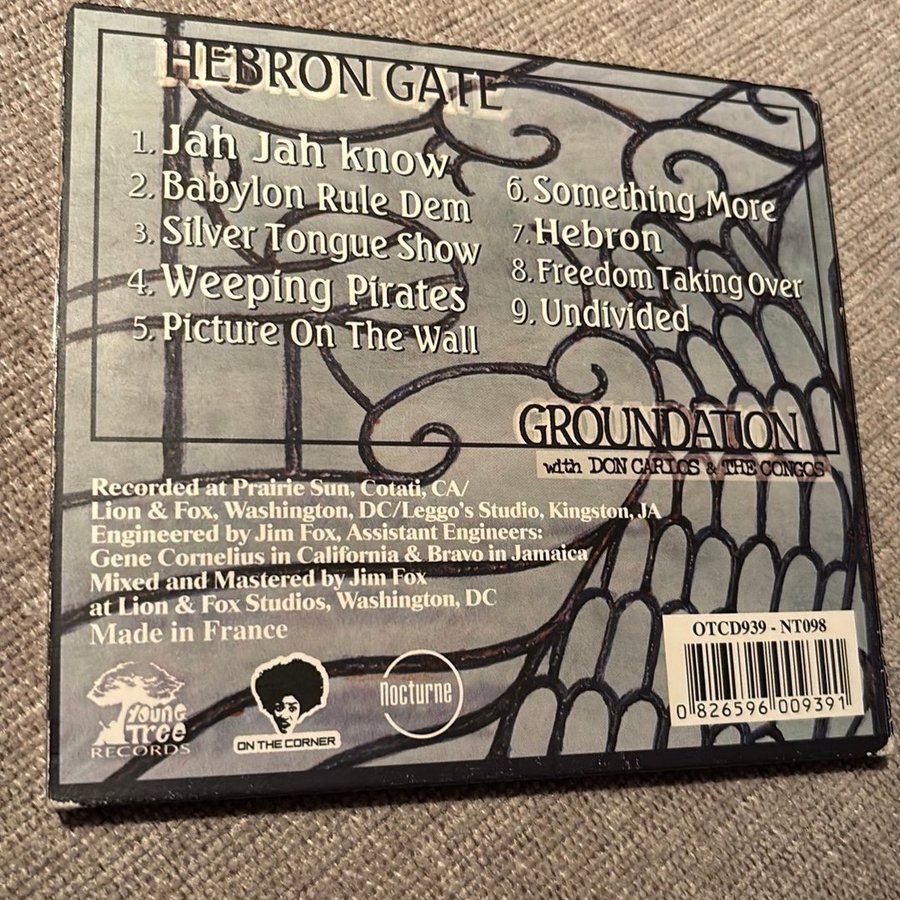 HEBRON GATE
1. Jah Jah know
2. Babylon Rule Dem
3. Silver Tongue Show
4. Weeping Pirates
5. Picture On The Wall
6. Something More
7. Hebron
8. Freedom Taking Over
9. Undivided
GROUNDATION
with DON CARLOS & THE CONGOS
Recorded at Prairie Sun, Cotati, CA/
Lion & Fox, Washington, DC/Leggo's Studio, Kingston, JA
Engineered by Jim Fox, Assistant Engineers:
Gene Cornelius in California & Bravo in Jamaica
Mixed and Mastered by Jim Fox
at Lion & Fox Studios, Washington, DC
Made in France
Young
Tree
RECORDS
ON THE CORNER
nocturne
OTCD939 - NT098
0 826596 009391